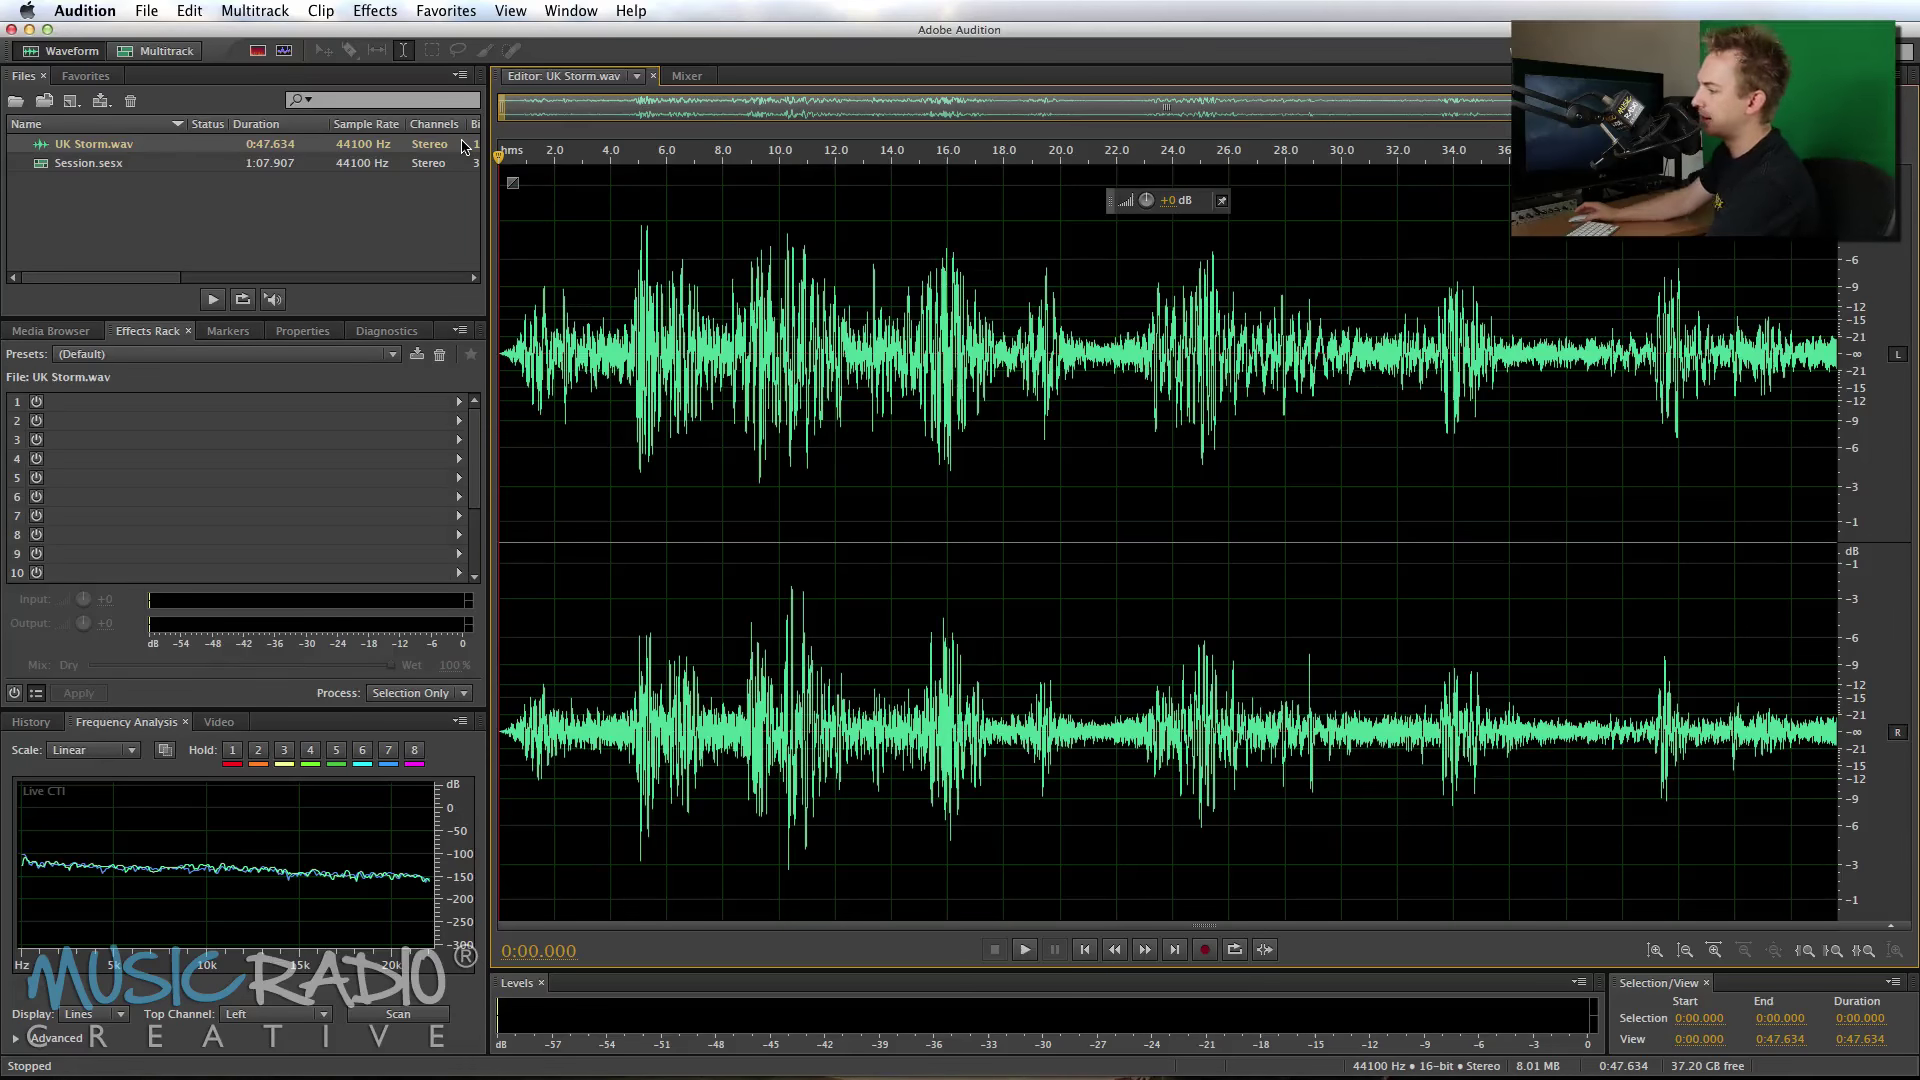 Audition File Edit Multitrack Clip Effects Favorites View Window Help
Adobe Audition
Waveform Multitrack
Files × Favorites
Name Status Duration Sample Rate Channels Bi
UK Storm.wav 0:47.634 44100 Hz Stereo 1
Session.sesx 1:07.907 44100 Hz Stereo 3
Media Browser Effects Rack × Markers Properties Diagnostics
Presets: (Default)
File: UK Storm.wav
1
2
3
4
5
6
7
8
9
10
Input: +0
Output: +0
dB -54 -48 -42 -36 -30 -24 -18 -12 -6 0
Mix: Dry Wet 100 %
Apply Process: Selection Only
History Frequency Analysis × Video
Scale: Linear Hold: 1 2 3 4 5 6 7 8
Live CTI
dB
0
-50
-100
-150
-200
-250
-300
Hz 5k 10k 15k 20k
MUSIC RADIO ®
CREATIVE
Display: Lines Top Channel: Left Scan
Advanced
Stopped
Editor: UK Storm.wav × Mixer
hms 2.0 4.0 6.0 8.0 10.0 12.0 14.0 16.0 18.0 20.0 22.0 24.0 26.0 28.0 30.0 32.0 34.0 36
+0 dB
-6
-9
-12
-15
-21
-∞
-21
-15
-12
-9
-6
-3
-1
L
dB
-1
-3
-6
-9
-12
-15
-21
-∞
-21
-15
-12
-9
-6
-3
-1
R
0:00.000
Levels ×
dB -57 -54 -51 -48 -45 -42 -39 -36 -33 -30 -27 -24 -21 -18 -15 -12 -9 -6 -3 0
Selection/View ×
Start End Duration
Selection 0:00.000 0:00.000 0:00.000
View 0:00.000 0:47.634 0:47.634
44100 Hz • 16-bit • Stereo 8.01 MB 0:47.634 37.20 GB free